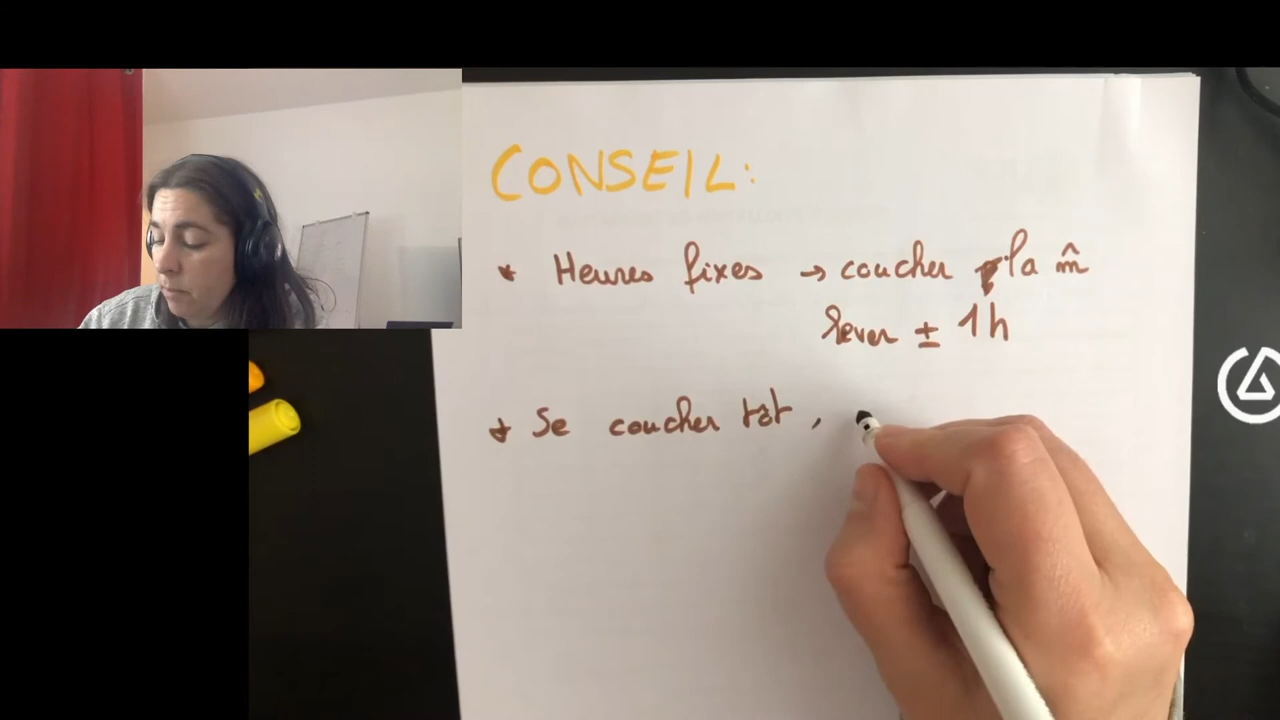 CONSEIL:
* Heures fixes → coucher la m̂
lever ± 1h
* Se coucher tôt,